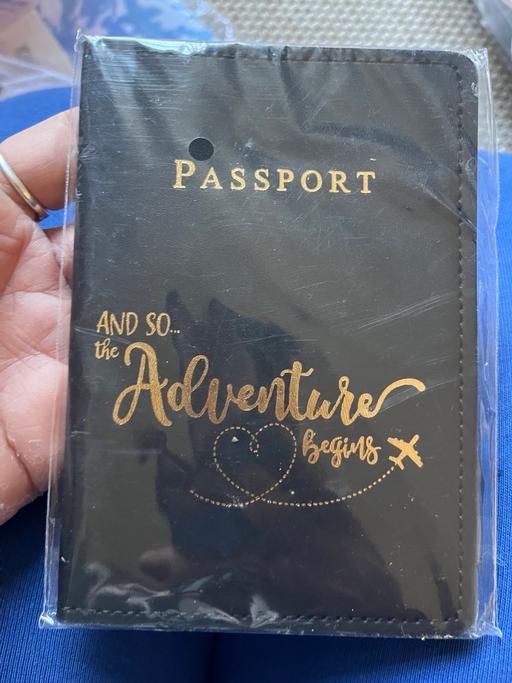 PASSPORT
AND SO...
the Adventure
begins